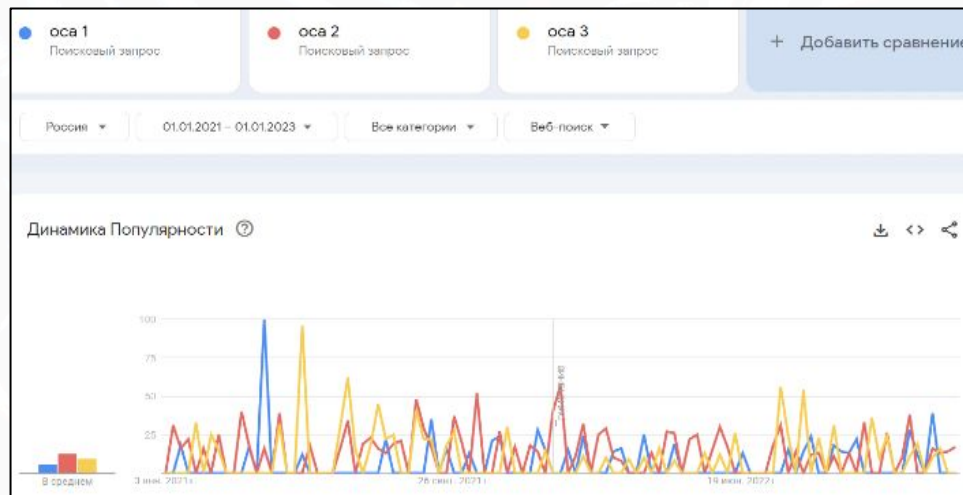 оса 1
Поисковый запрос
оса 2
Поисковый запрос
оса 3
Поисковый запрос
+ Добавить сравнение
Россия
01.01.2021 – 01.01.2023
Все категории
Веб-поиск
Динамика Популярности
100
75
50
25
В среднем
3 янв. 2021 г.
26 сент. 2021 г.
19 июн. 2022 г.